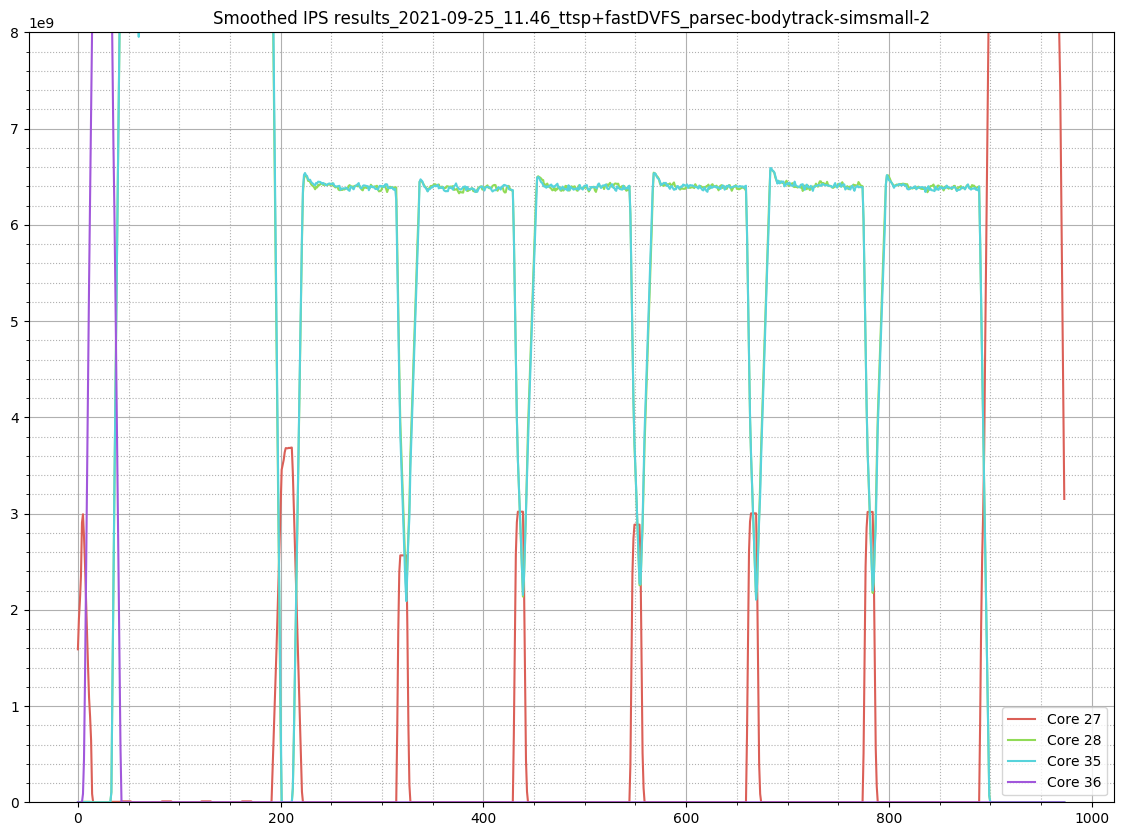 Smoothed IPS results_2021-09-25_11.46_ttsp+fastDVFS_parsec-bodytrack-simsmall-2
1e9
8
7
6
5
4
3
2
1
0
0 200 400 600 800 1000
Core 27
Core 28
Core 35
Core 36